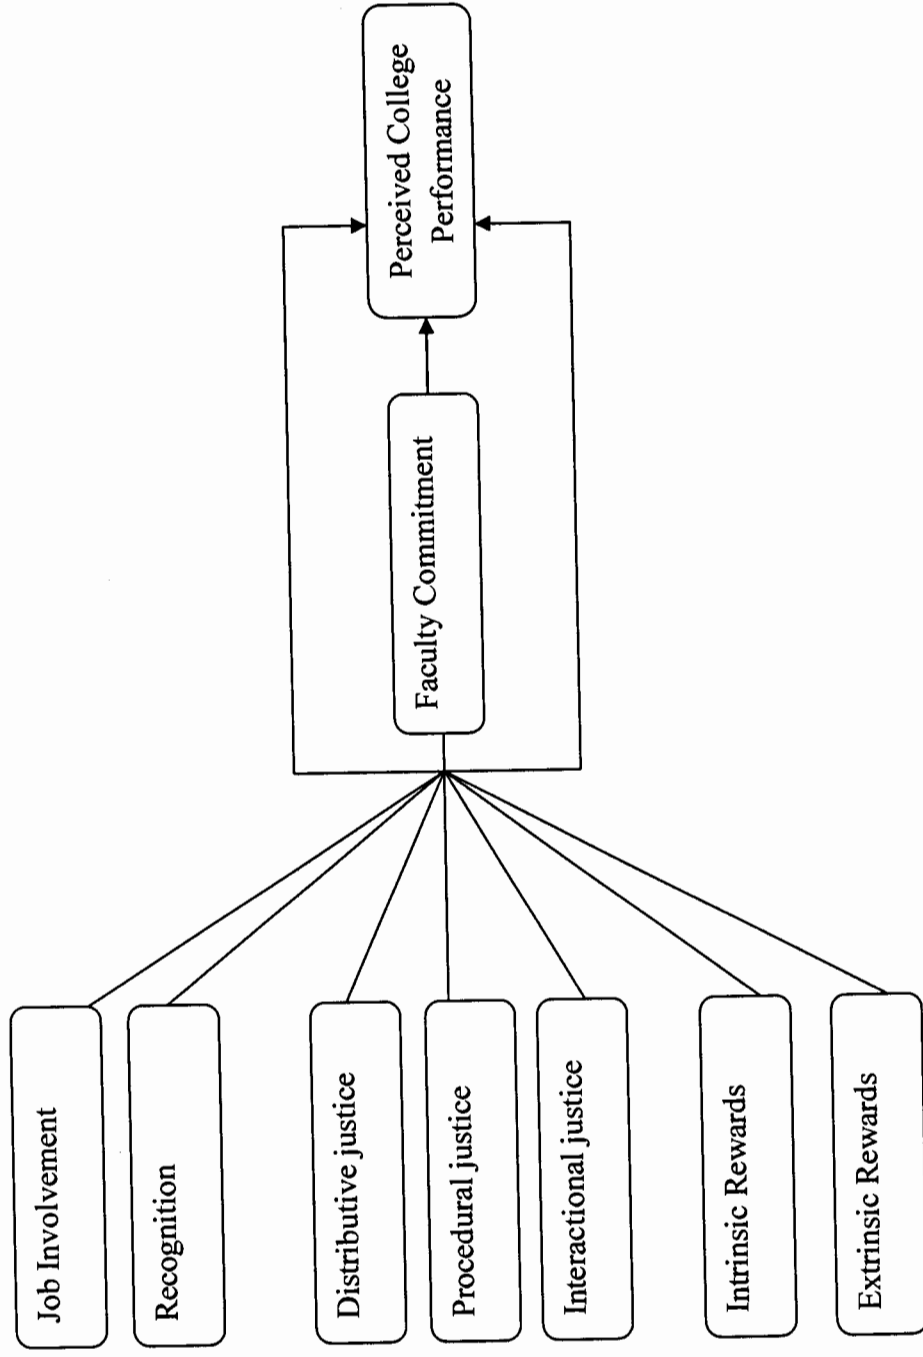 Job Involvement
Recognition
Distributive justice
Procedural justice
Interactional justice
Intrinsic Rewards
Extrinsic Rewards
Faculty Commitment
Perceived College
Performance